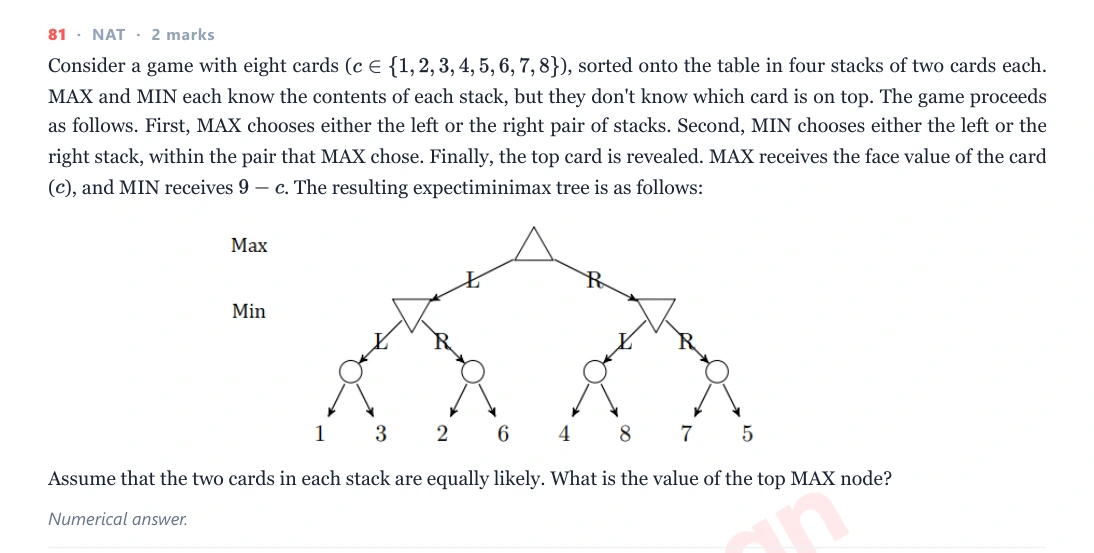 81 · NAT · 2 marks
Consider a game with eight cards (c ∈ {1, 2, 3, 4, 5, 6, 7, 8}), sorted onto the table in four stacks of two cards each.
MAX and MIN each know the contents of each stack, but they don't know which card is on top. The game proceeds
as follows. First, MAX chooses either the left or the right pair of stacks. Second, MIN chooses either the left or the
right stack, within the pair that MAX chose. Finally, the top card is revealed. MAX receives the face value of the card
(c), and MIN receives 9 − c. The resulting expectiminimax tree is as follows:
Max
L R
Min
L R L R
1 3 2 6 4 8 7 5
Assume that the two cards in each stack are equally likely. What is the value of the top MAX node?
Numerical answer.